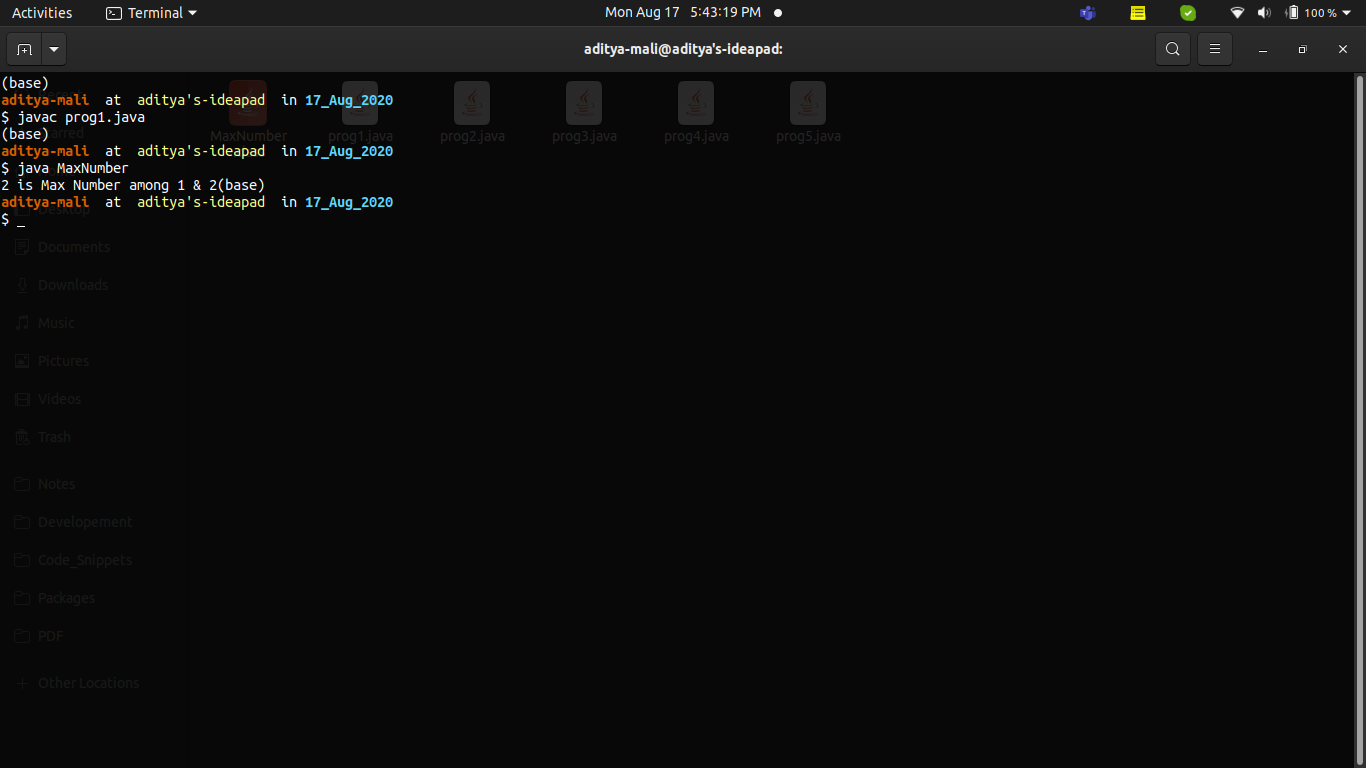 Activities Terminal Mon Aug 17 5:43:19 PM 100 %
aditya-mali@aditya's-ideapad:
(base)
aditya-mali at aditya's-ideapad in 17_Aug_2020
$ javac prog1.java
(base)
aditya-mali at aditya's-ideapad in 17_Aug_2020
$ java MaxNumber
2 is Max Number among 1 & 2(base)
aditya-mali at aditya's-ideapad in 17_Aug_2020
$ _
MaxNumber prog1.java prog2.java prog3.java prog4.java prog5.java
Desktop
Documents
Downloads
Music
Pictures
Videos
Trash
Notes
Developement
Code_Snippets
Packages
PDF
Other Locations